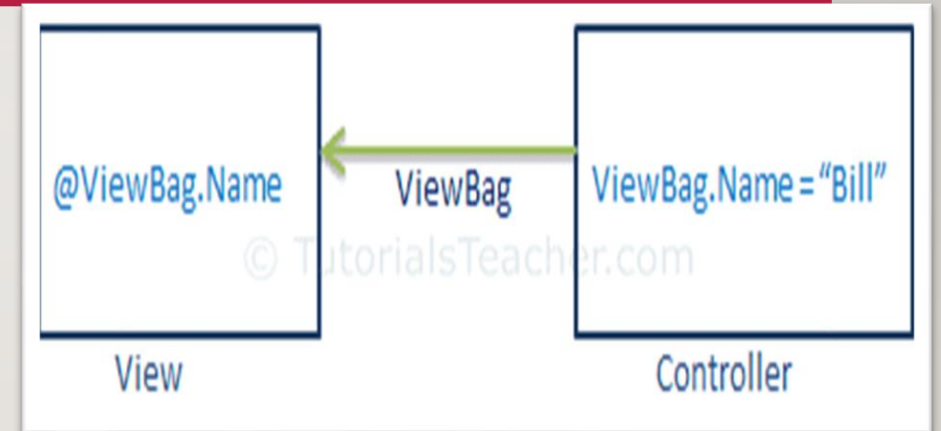 @ViewBag.Name
ViewBag
ViewBag.Name = “Bill”
© TutorialsTeacher.com
View
Controller